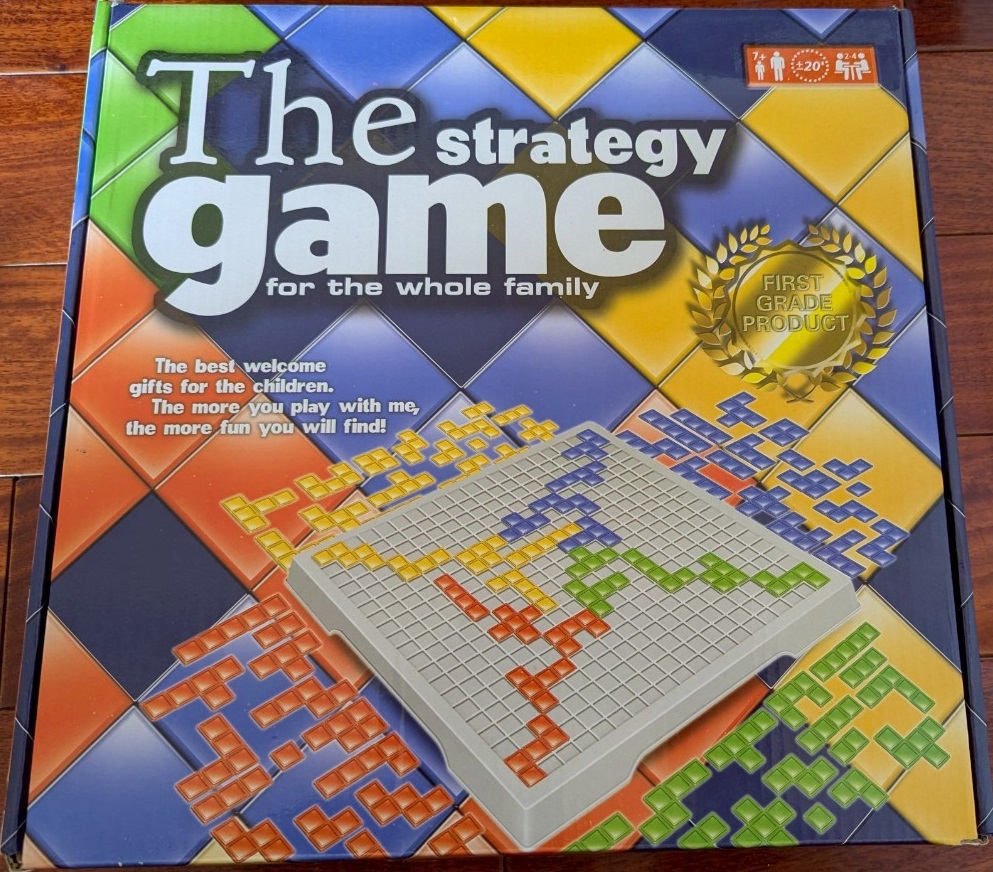 7+ ±20' 2-4
The strategy
game
for the whole family
FIRST
GRADE
PRODUCT
The best welcome
gifts for the children.
The more you play with me,
the more fun you will find!